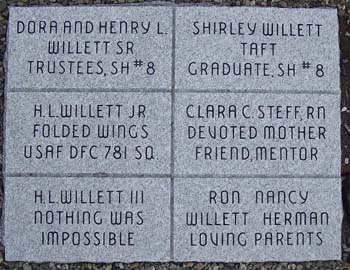 DORA AND HENRY L.
WILLETT SR
TRUSTEES, SH #8
SHIRLEY WILLETT
TAFT
GRADUATE, SH #8
H.L. WILLETT JR
FOLDED WINGS
USAF DFC 781 SQ.
CLARA C. STEFF, RN
DEVOTED MOTHER
FRIEND, MENTOR
H.L. WILLETT III
NOTHING WAS
IMPOSSIBLE
RON NANCY
WILLETT HERMAN
LOVING PARENTS